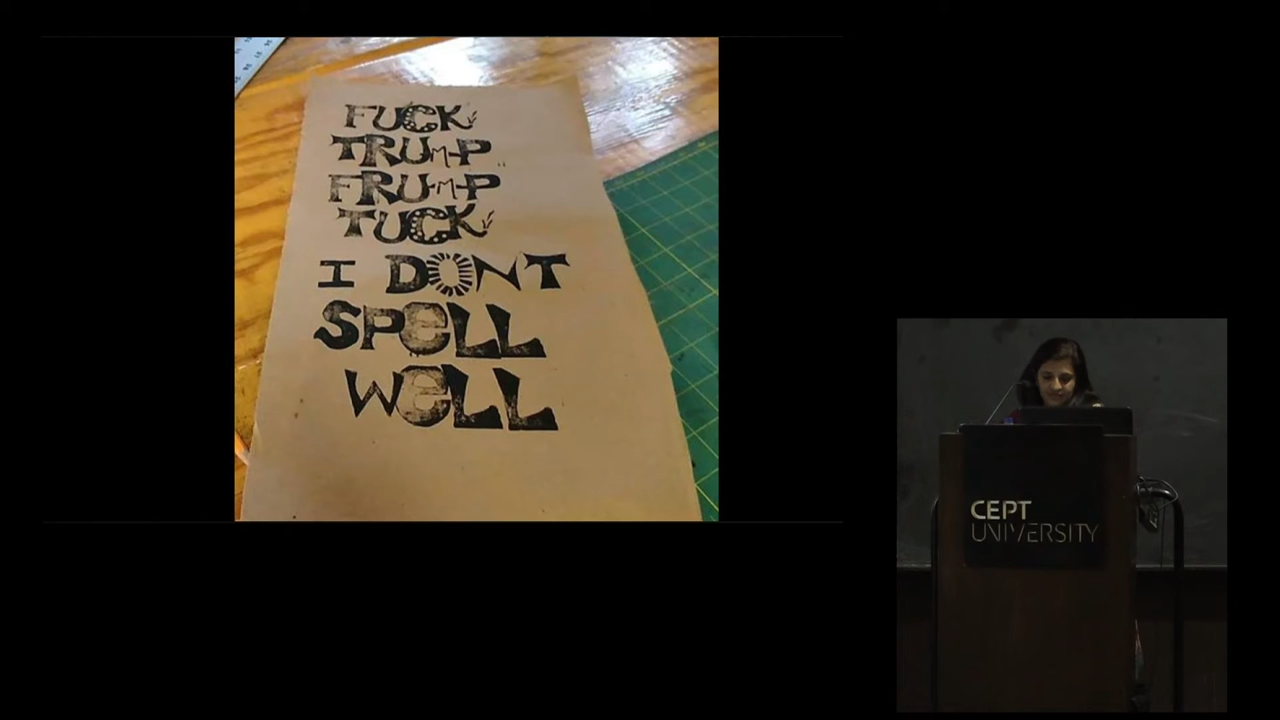 FUCK
TRUmP
FRUmP
TUCK
I DONT
SPeLL
WeLL
CEPT
UNIVERSITY